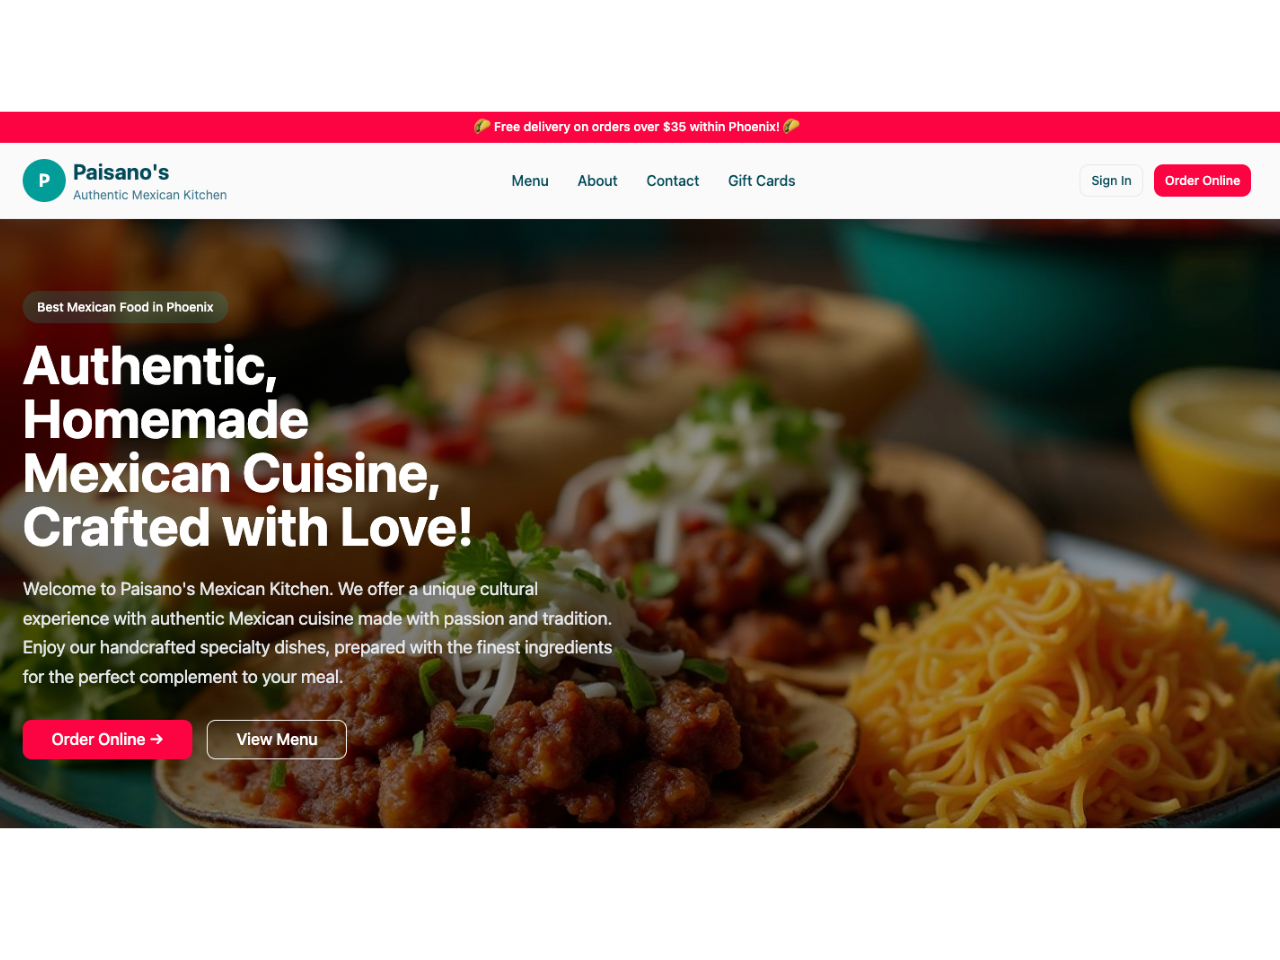 🌮 Free delivery on orders over $35 within Phoenix! 🌮
P
Paisano's
Authentic Mexican Kitchen
Menu
About
Contact
Gift Cards
Sign In
Order Online
Best Mexican Food in Phoenix
Authentic,
Homemade
Mexican Cuisine,
Crafted with Love!
Welcome to Paisano's Mexican Kitchen. We offer a unique cultural
experience with authentic Mexican cuisine made with passion and tradition.
Enjoy our handcrafted specialty dishes, prepared with the finest ingredients
for the perfect complement to your meal.
Order Online →
View Menu